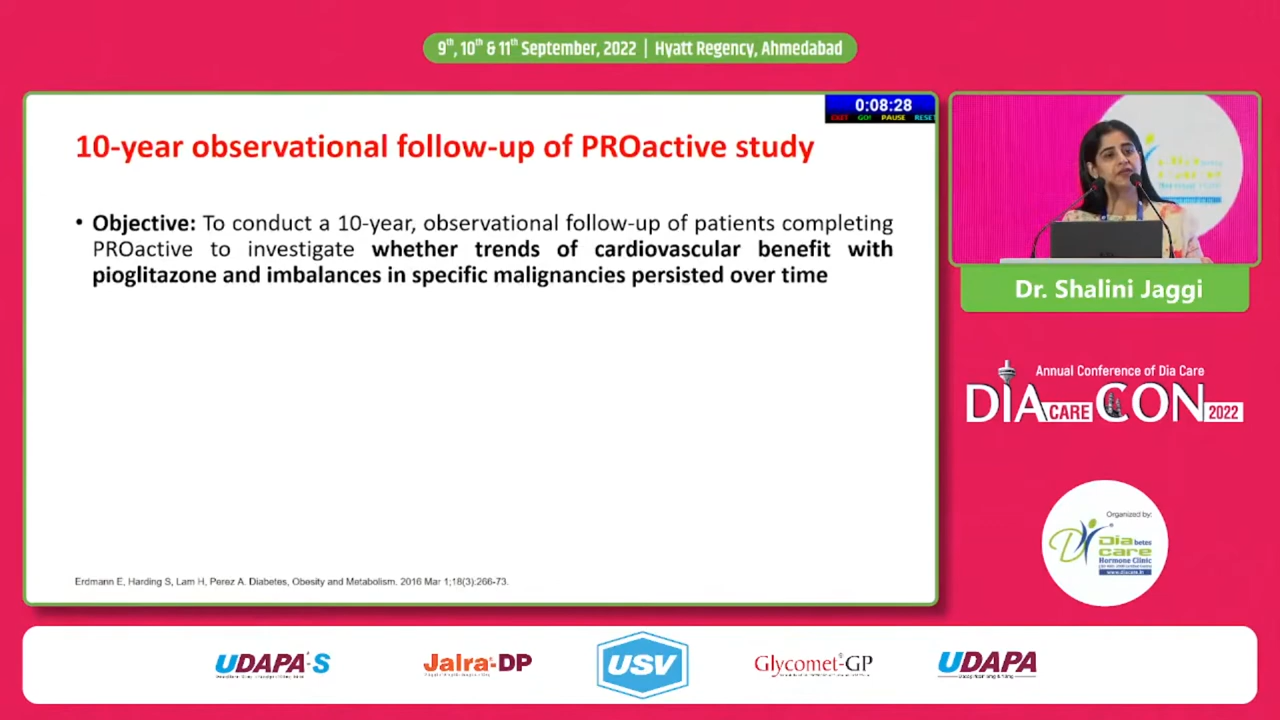 9th, 10th & 11th September, 2022 | Hyatt Regency, Ahmedabad
0:08:28
EXIT GO! PAUSE RESET
10-year observational follow-up of PROactive study
• Objective: To conduct a 10-year, observational follow-up of patients completing
PROactive to investigate whether trends of cardiovascular benefit with
pioglitazone and imbalances in specific malignancies persisted over time
Erdmann E, Harding S, Lam H, Perez A. Diabetes, Obesity and Metabolism. 2016 Mar 1;18(3):266-73.
Dr. Shalini Jaggi
Annual Conference of Dia Care
DIA CARE CON 2022
Organized by:
Diabetes
care
Hormone Clinic
UDAPA-S
Jalra-DP
USV
Glycomet-GP
UDAPA